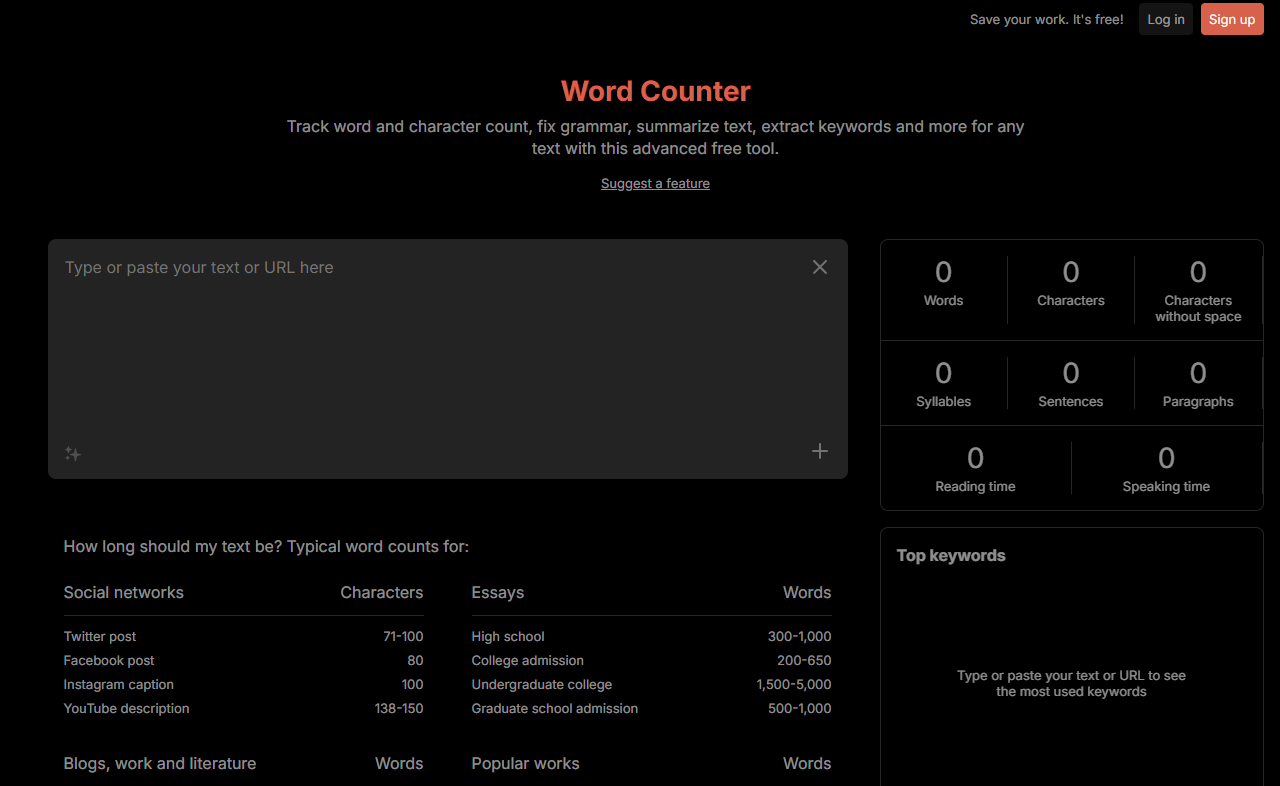 Save your work. It's free! Log in Sign up
Word Counter
Track word and character count, fix grammar, summarize text, extract keywords and more for any
text with this advanced free tool.
Suggest a feature
Type or paste your text or URL here
0 0 0
Words Characters Characters
without space
0 0 0
Syllables Sentences Paragraphs
0 0
Reading time Speaking time
How long should my text be? Typical word counts for:
Social networks Characters
Twitter post 71-100
Facebook post 80
Instagram caption 100
YouTube description 138-150
Essays Words
High school 300-1,000
College admission 200-650
Undergraduate college 1,500-5,000
Graduate school admission 500-1,000
Blogs, work and literature Words
Popular works Words
Top keywords
Type or paste your text or URL to see
the most used keywords